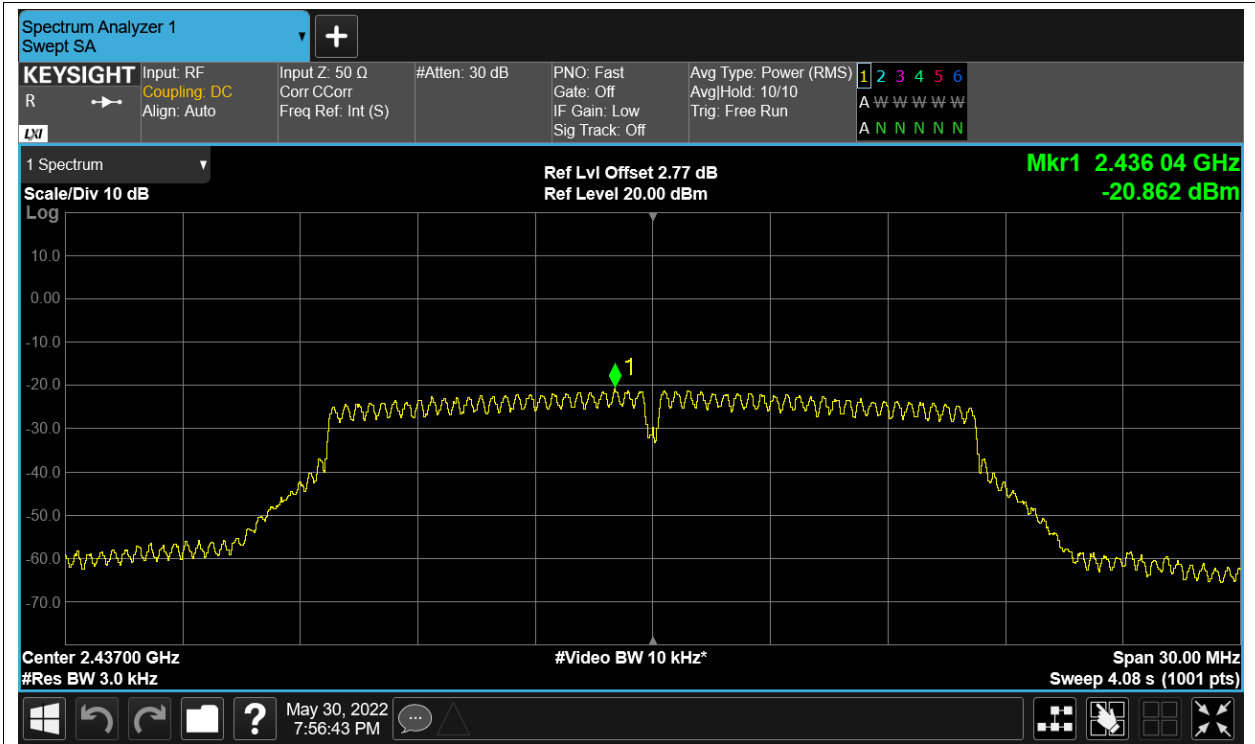 Spectrum Analyzer 1
Swept SA
KEYSIGHT
R
LXI
Input: RF
Coupling: DC
Align: Auto
Input Z: 50 Ω
Corr CCorr
Freq Ref: Int (S)
#Atten: 30 dB
PNO: Fast
Gate: Off
IF Gain: Low
Sig Track: Off
Avg Type: Power (RMS)
Avg|Hold: 10/10
Trig: Free Run
1 2 3 4 5 6
A W W W W W
A N N N N N
1 Spectrum
Scale/Div 10 dB
Log
Ref Lvl Offset 2.77 dB
Ref Level 20.00 dBm
Mkr1 2.436 04 GHz
-20.862 dBm
10.0
0.00
-10.0
-20.0
-30.0
-40.0
-50.0
-60.0
-70.0
1
Center 2.43700 GHz
#Res BW 3.0 kHz
#Video BW 10 kHz*
Span 30.00 MHz
Sweep 4.08 s (1001 pts)
?
May 30, 2022
7:56:43 PM